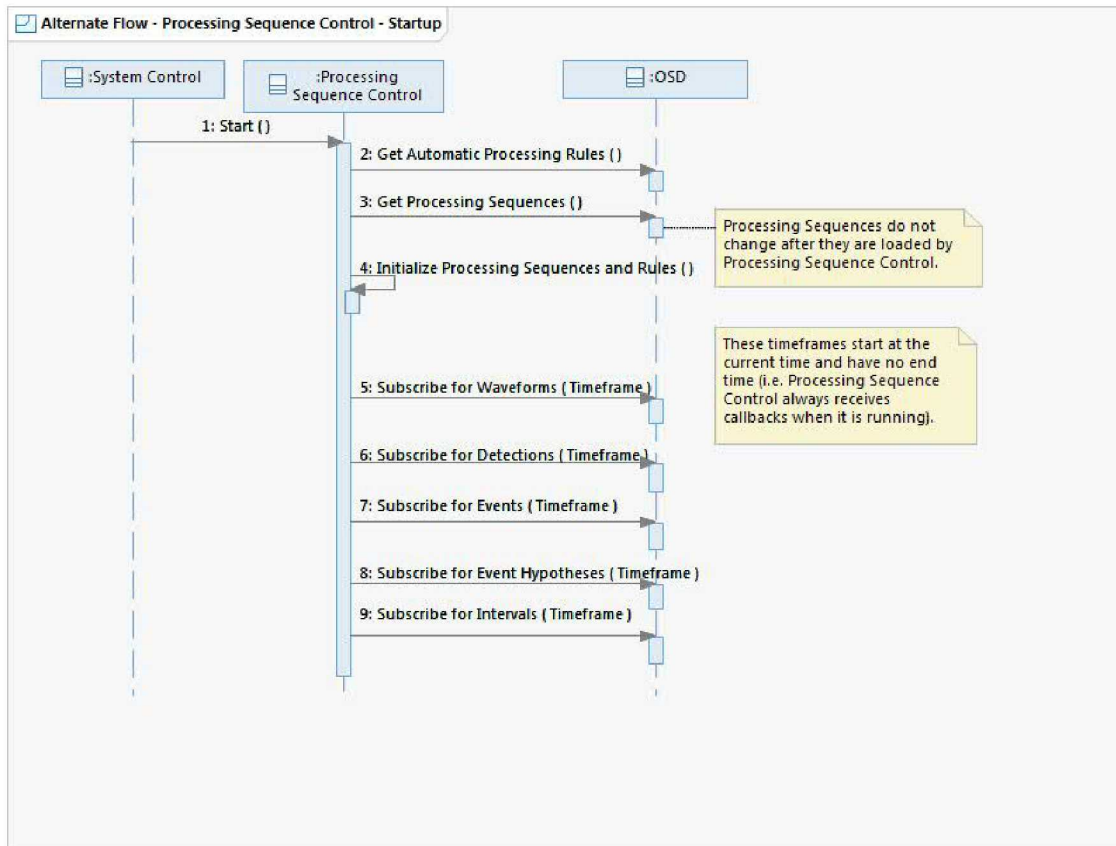 Alternate Flow - Processing Sequence Control - Startup
:System Control
:Processing
Sequence Control
:OSD
1: Start ( )
2: Get Automatic Processing Rules ( )
3: Get Processing Sequences ( )
Processing Sequences do not
change after they are loaded by
Processing Sequence Control.
4: Initialize Processing Sequences and Rules ( )
These timeframes start at the
current time and have no end
time (i.e. Processing Sequence
Control always receives
callbacks when it is running).
5: Subscribe for Waveforms ( Timeframe )
6: Subscribe for Detections ( Timeframe )
7: Subscribe for Events ( Timeframe )
8: Subscribe for Event Hypotheses ( Timeframe )
9: Subscribe for Intervals ( Timeframe )